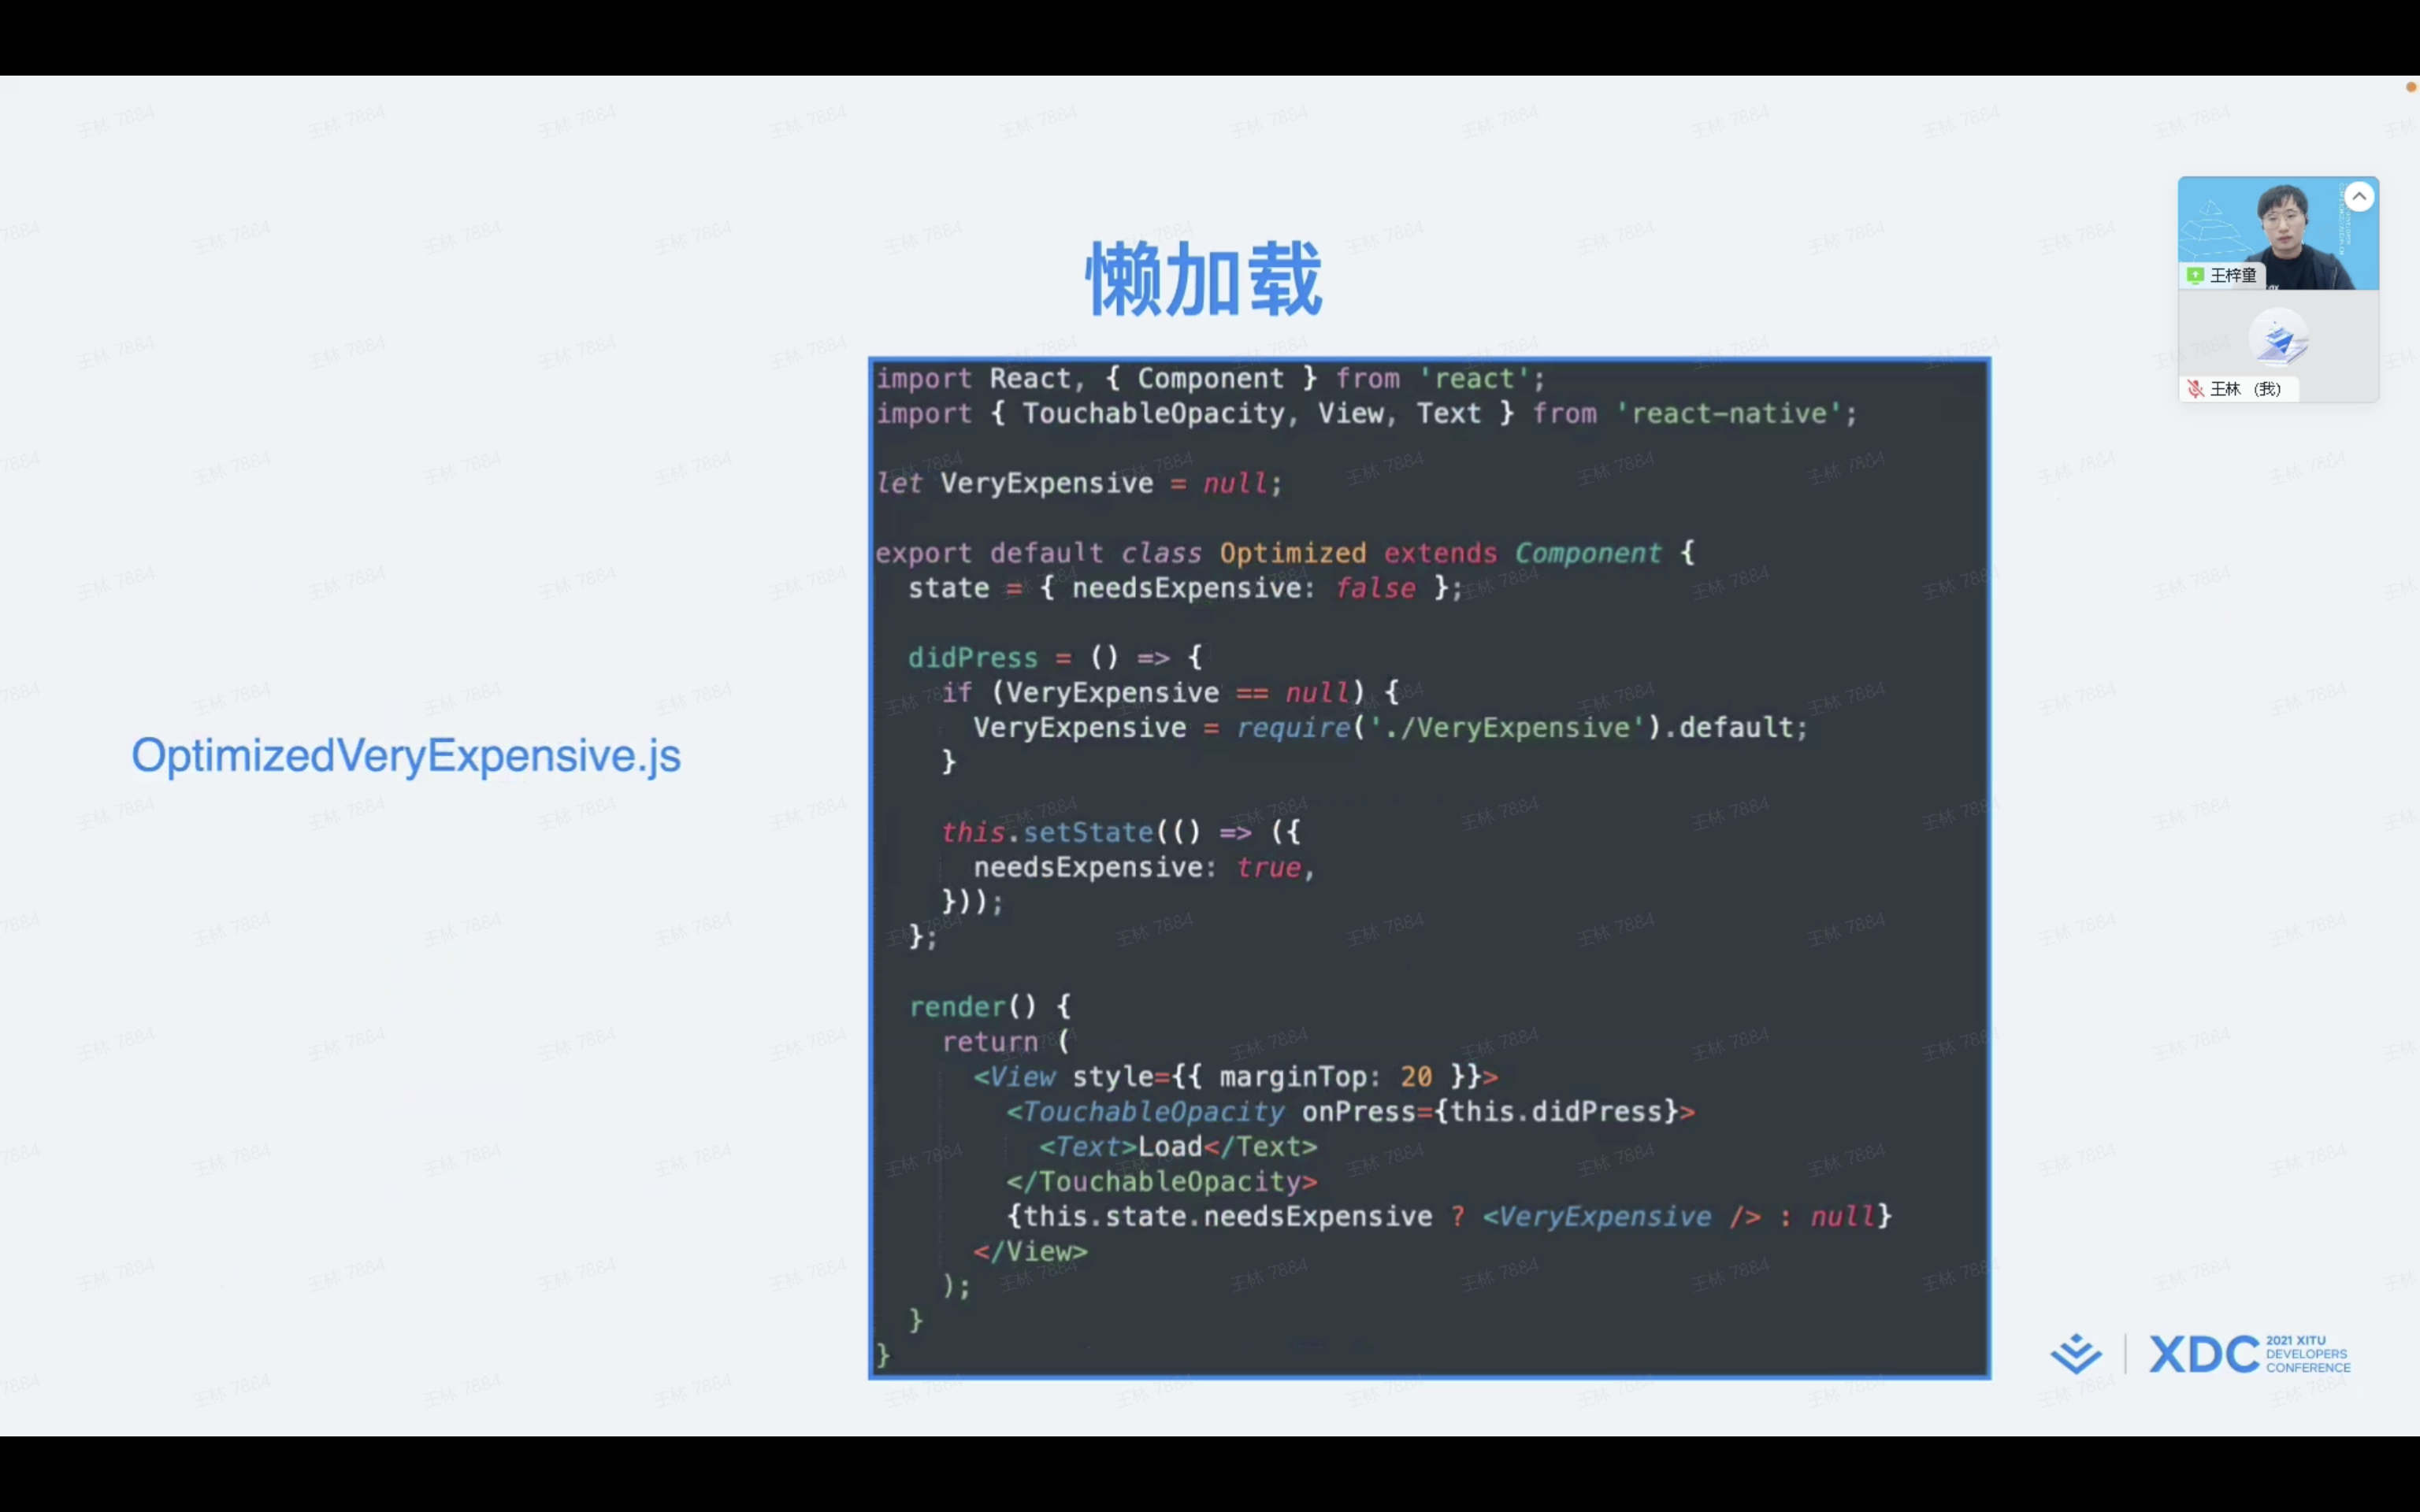 懒加载
OptimizedVeryExpensive.js
import React, { Component } from 'react';
import { TouchableOpacity, View, Text } from 'react-native';
let VeryExpensive = null;
export default class Optimized extends Component {
state = { needsExpensive: false };
didPress = () => {
if (VeryExpensive == null) {
VeryExpensive = require('./VeryExpensive').default;
}
this.setState(() => ({
needsExpensive: true,
}));
};
render() {
return (
<View style={{ marginTop: 20 }}>
<TouchableOpacity onPress={this.didPress}>
<Text>Load</Text>
</TouchableOpacity>
{this.state.needsExpensive ? <VeryExpensive /> : null}
</View>
);
}
}
王梓童
王林 (我)
XDC
2021 XITU
DEVELOPERS
CONFERENCE
王林 7884